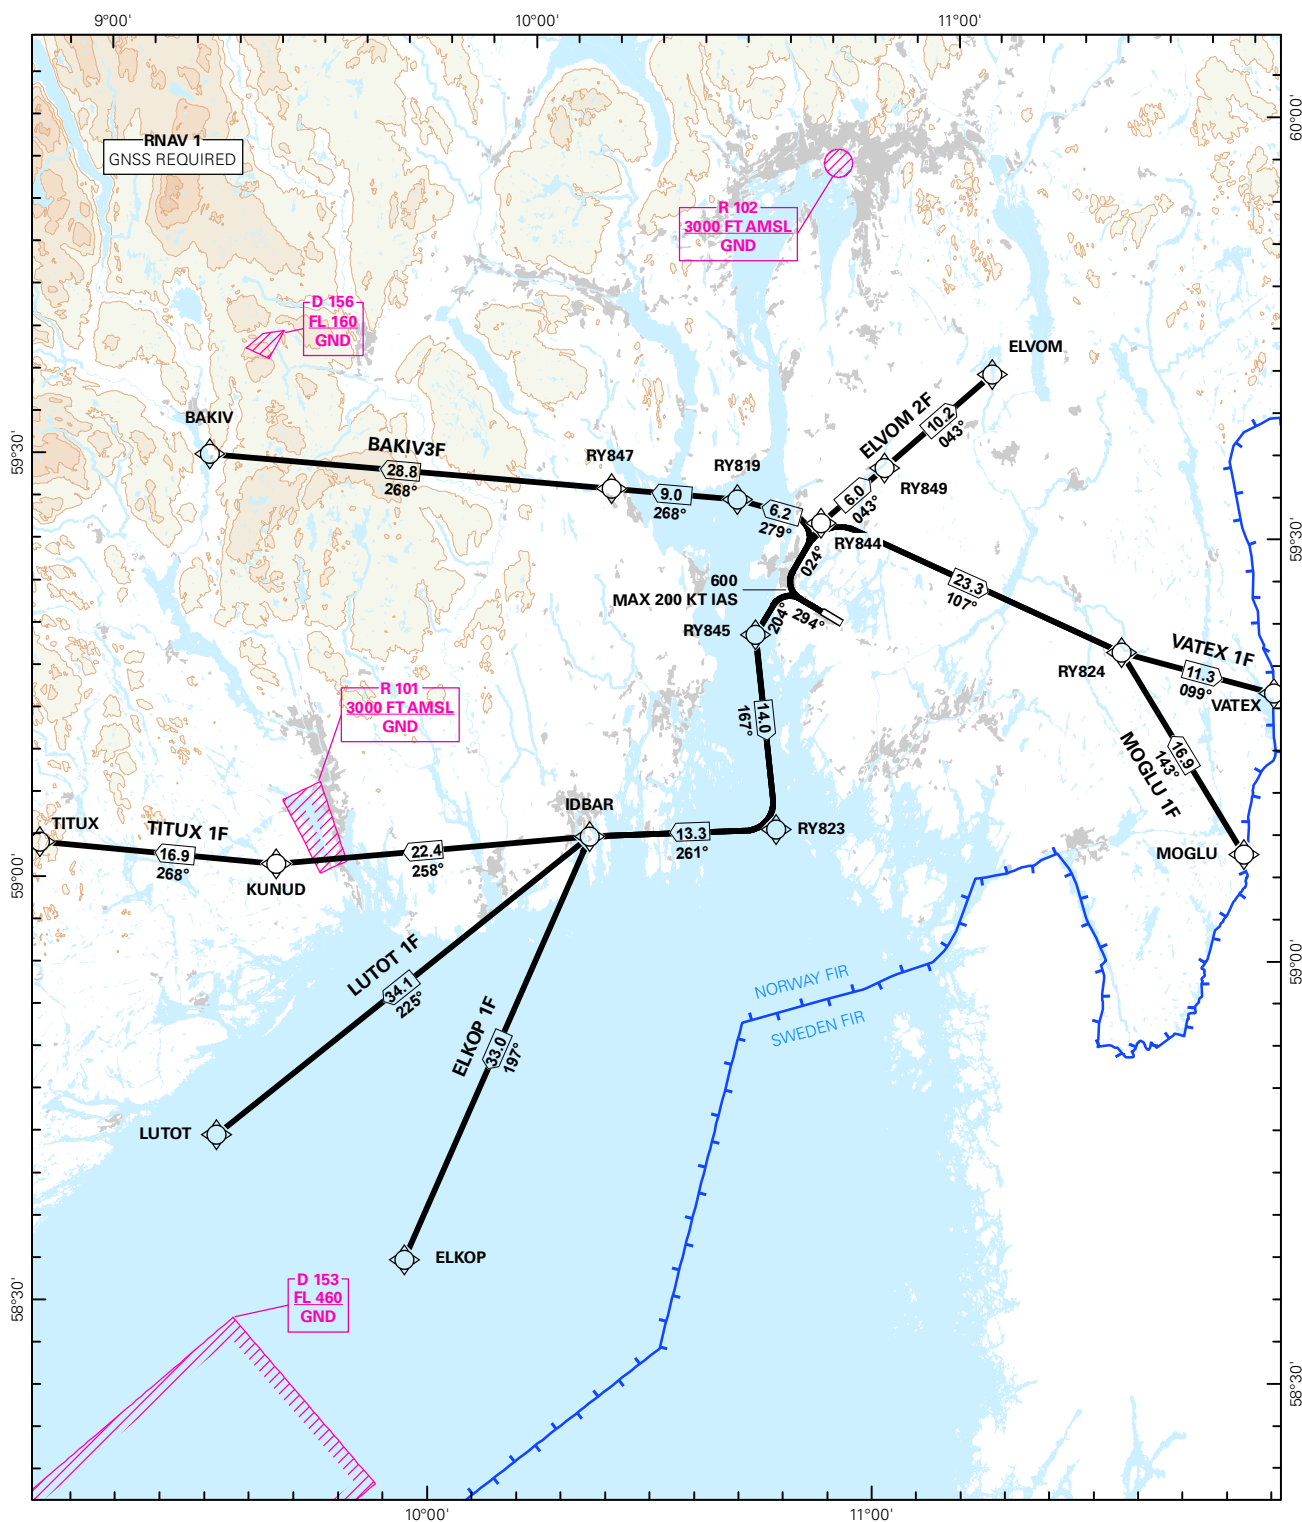 9°00'
10°00'
11°00'
60°00'
RNAV 1
GNSS REQUIRED
R 102
3000 FT AMSL
GND
D 156
FL 160
GND
ELVOM
ELVOM 2F
10.2
043°
BAKIV
BAKIV3F
28.8
268°
RY847
9.0
268°
RY819
6.2
279°
6.0
043°
RY849
59°30'
59°30'
RY844
024°
23.3
107°
600
MAX 200 KT IAS
204°
294°
RY845
VATEX 1F
11.3
099°
VATEX
RY824
R 101
3000 FT AMSL
GND
14.0
167°
MOGLU 1F
16.9
143°
MOGLU
TITUX
TITUX 1F
16.9
268°
KUNUD
22.4
258°
IDBAR
13.3
261°
RY823
59°00'
59°00'
LUTOT 1F
34.1
225°
LUTOT
ELKOP 1F
33.0
197°
ELKOP
NORWAY FIR
SWEDEN FIR
D 153
FL 460
GND
58°30'
58°30'
10°00'
11°00'